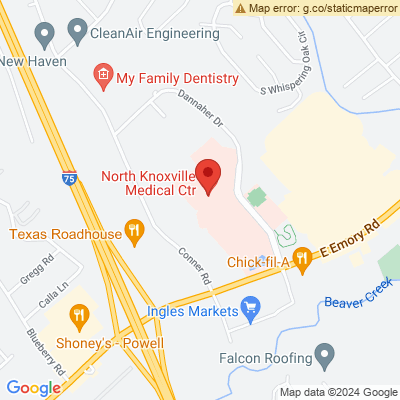 Map error: g.co/staticmaperror
CleanAir Engineering
New Haven
My Family Dentistry
S Whispering Oak Cir
Dannaher Dr
North Knoxville
Medical Ctr
75
Texas Roadhouse
E Emory Rd
Gregg Rd
Conner Rd
Chick-fil-A
Calla Ln
Beaver Creek
Ingles Markets
Blueberry Rd
Shoney's - Powell
Falcon Roofing
Google
Map data ©2024 Google